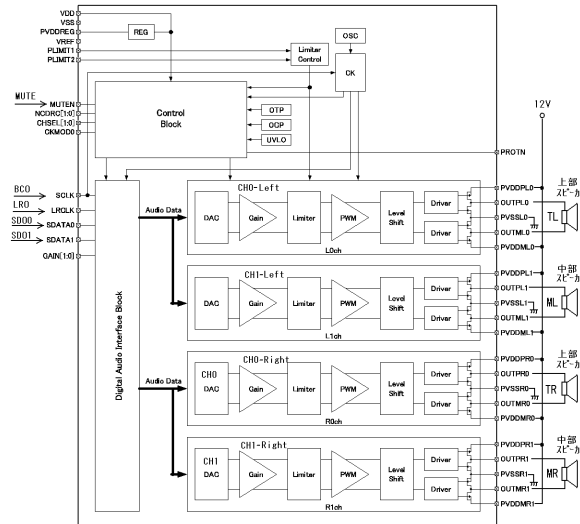 VDD
VSS
PVDDREG
VREF
PLIMIT1
PLIMIT2
REG
OSC
Limiter Control
CK
MUTE
MUTEN
NCDRC[1:0]
CHSEL[1:0]
CKMOD0
Control Block
OTP
OCP
UVLO
12V
PROTN
BCO
SCLK
LRO
LRCLK
SDO0
SDATA0
SDO1
SDATA1
GAIN[1:0]
Digital Audio Interface Block
Audio Data
CH0-Left
DAC
Gain
Limiter
PWM
Level Shift
Driver
Driver
L0ch
PVDDPL0
OUTPL0
PVSSL0
OUTML0
PVDDML0
上部
スピーカ
TL
CH1-Left
DAC
Gain
Limiter
PWM
Level Shift
Driver
Driver
L1ch
PVDDPL1
OUTPL1
PVSSL1
OUTML1
PVDDML1
中部
スピーカ
ML
Audio Data
CH0-Right
CH0
DAC
Gain
Limiter
PWM
Level Shift
Driver
Driver
R0ch
PVDDPR0
OUTPR0
PVSSR0
OUTMR0
PVDDMR0
上部
スピーカ
TR
CH1-Right
CH1
DAC
Gain
Limiter
PWM
Level Shift
Driver
Driver
R1ch
PVDDPR1
OUTPR1
PVSSR1
OUTMR1
PVDDMR1
中部
スピーカ
MR